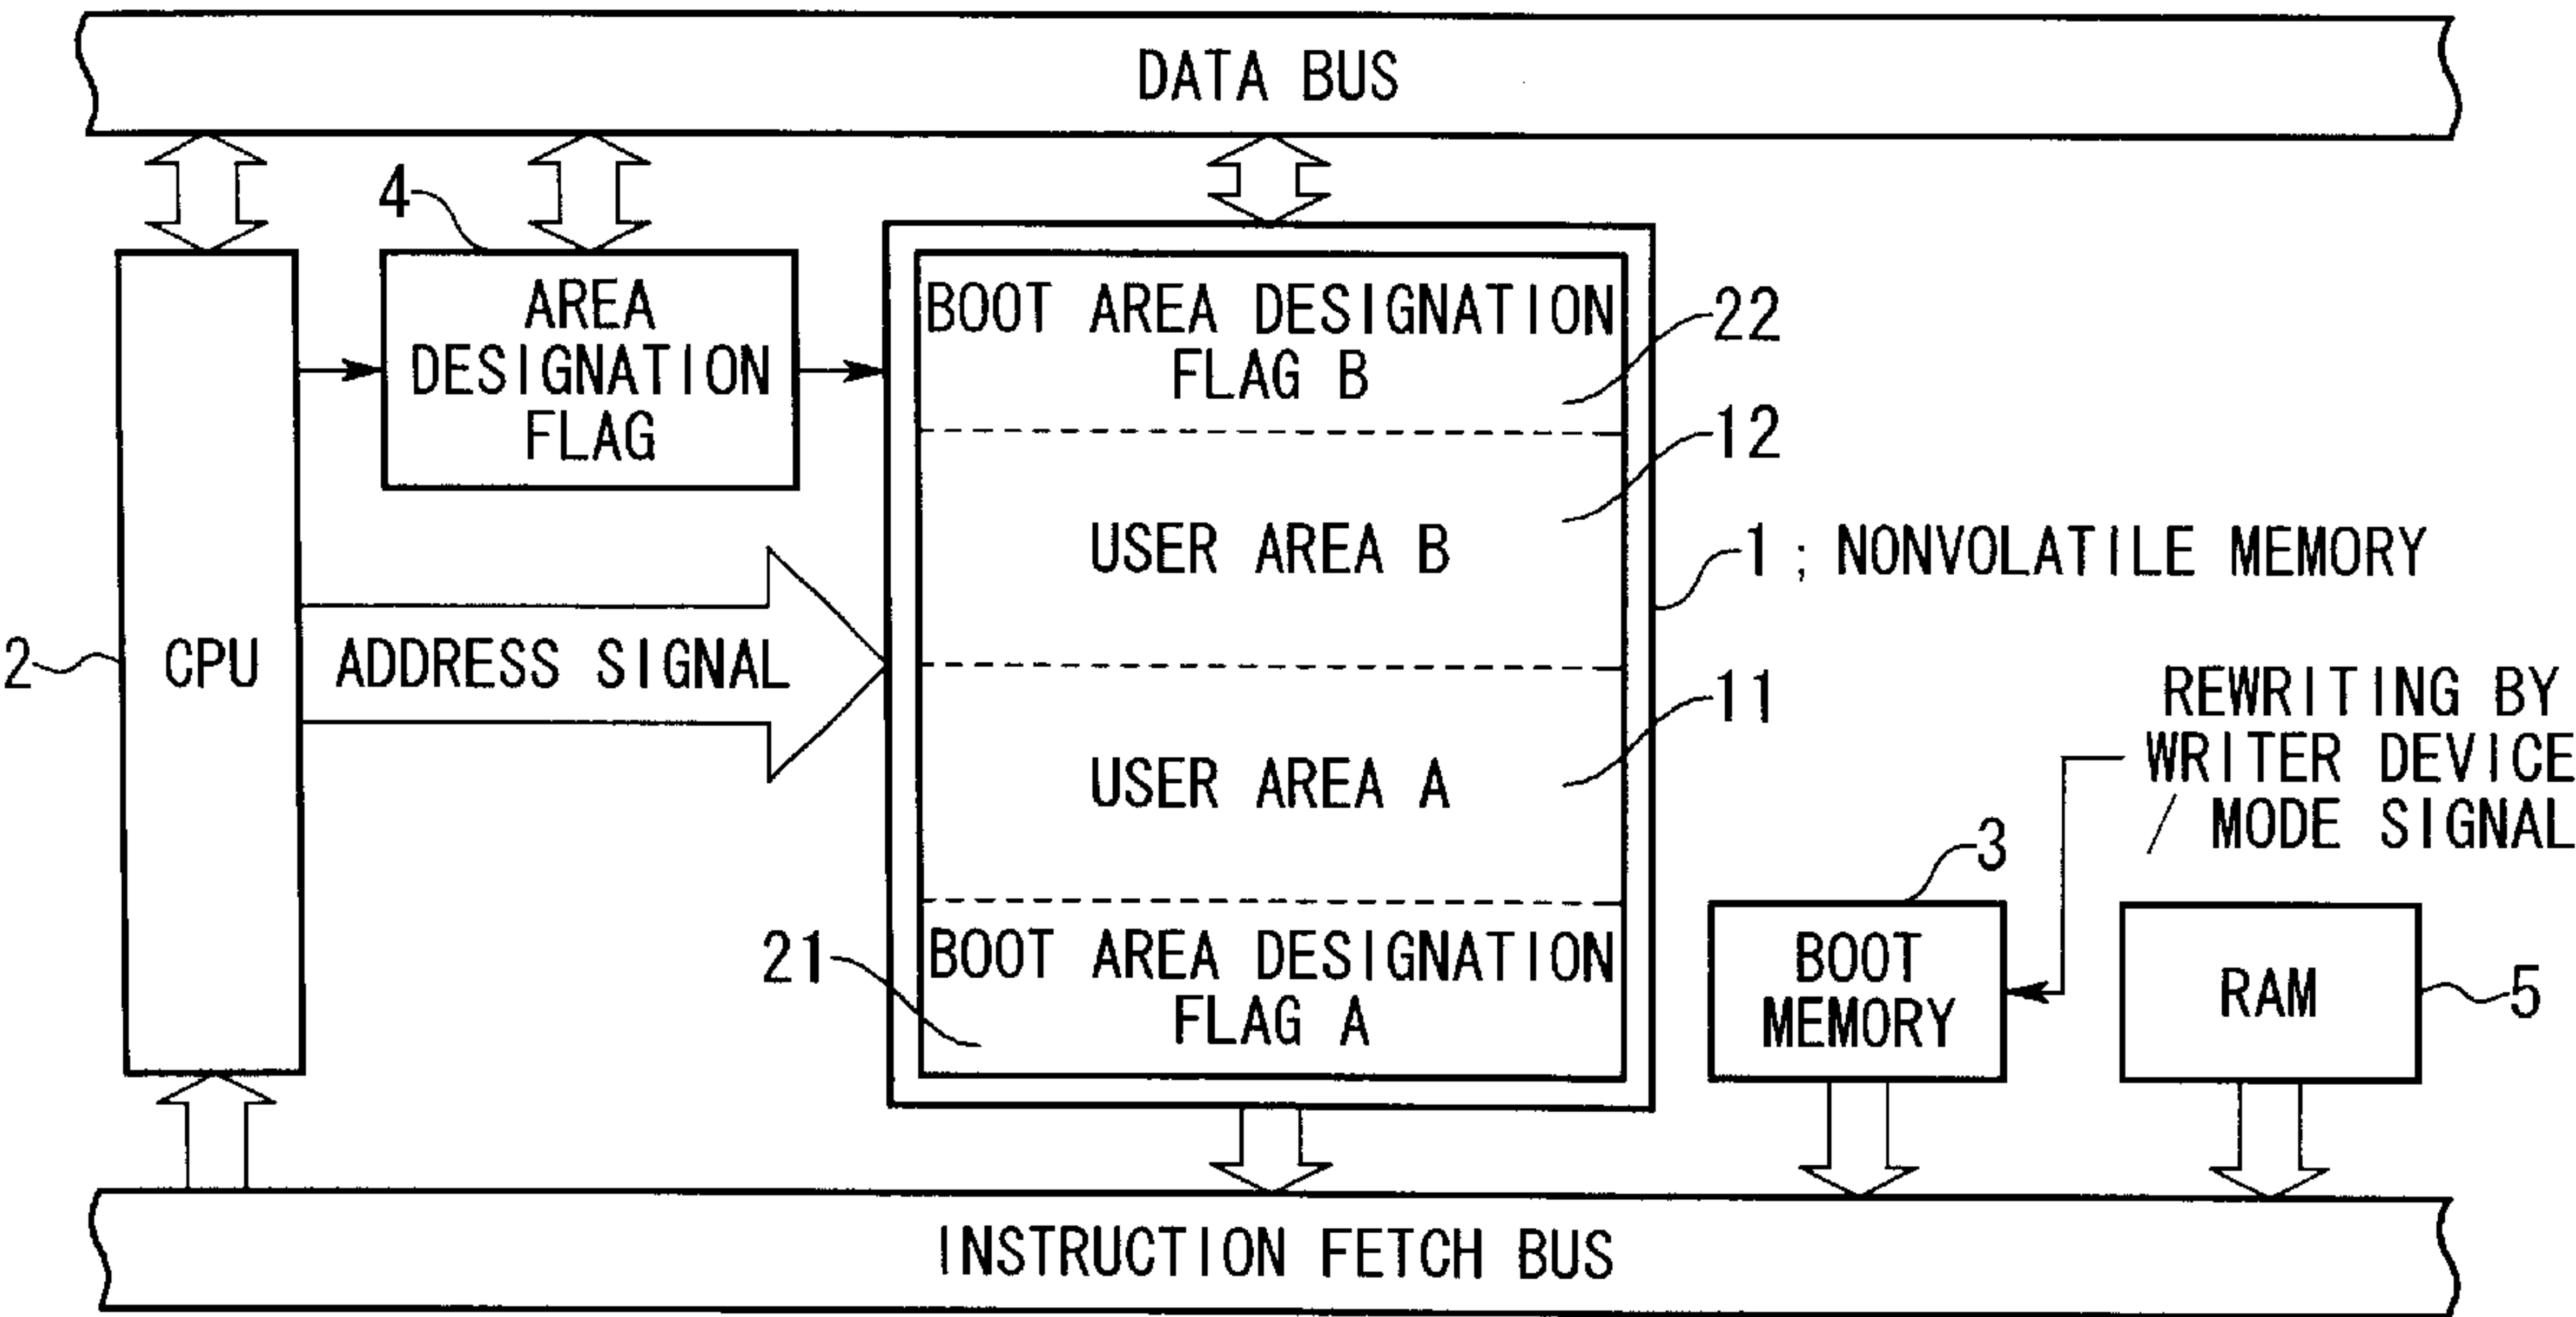 DATA BUS
4
AREA
DESIGNATION
FLAG
BOOT AREA DESIGNATION
FLAG B
22
12
USER AREA B
1 ; NONVOLATILE MEMORY
2
CPU
ADDRESS SIGNAL
11
USER AREA A
REWRITING BY
WRITER DEVICE
MODE SIGNAL
3
21
BOOT AREA DESIGNATION
FLAG A
BOOT
MEMORY
RAM
5
INSTRUCTION FETCH BUS